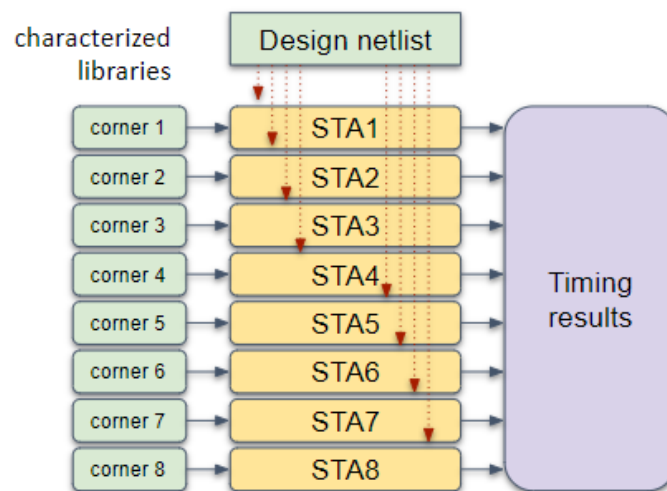 characterized
libraries
Design netlist
corner 1
STA1
corner 2
STA2
corner 3
STA3
corner 4
STA4
corner 5
STA5
corner 6
STA6
corner 7
STA7
corner 8
STA8
Timing
results